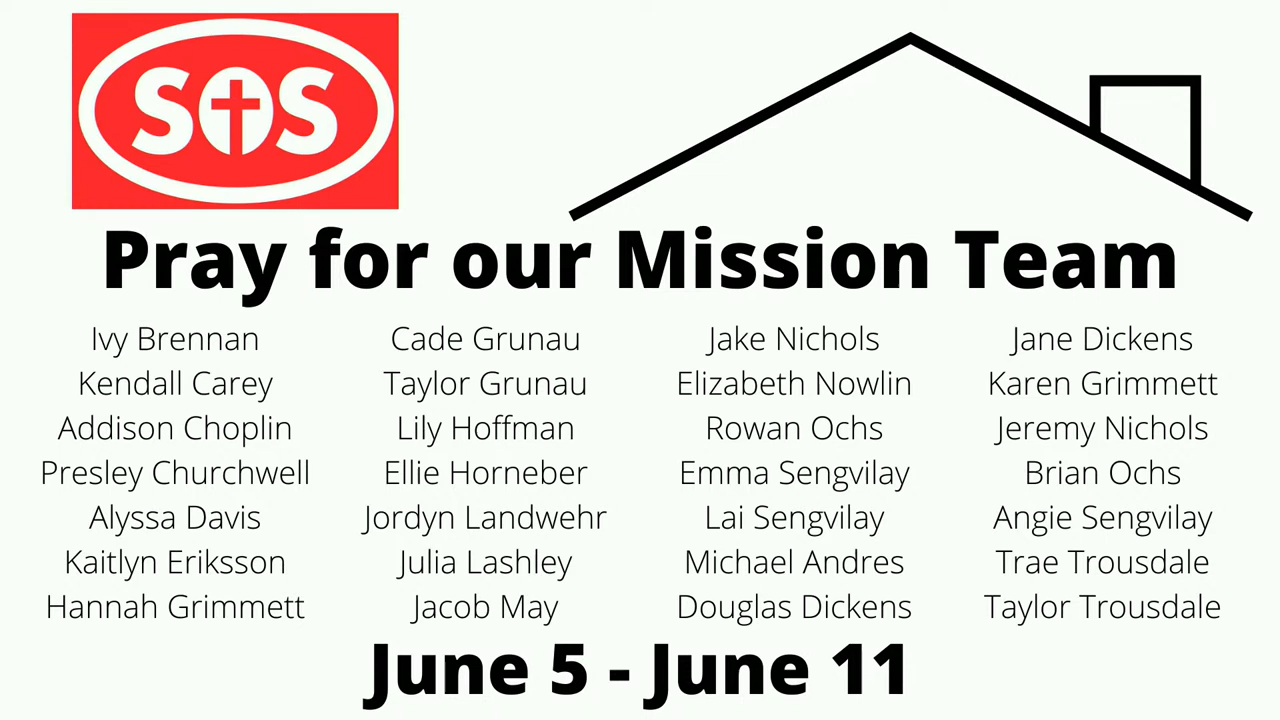 SOS
Pray for our Mission Team
Ivy Brennan
Kendall Carey
Addison Choplin
Presley Churchwell
Alyssa Davis
Kaitlyn Eriksson
Hannah Grimmett
Cade Grunau
Taylor Grunau
Lily Hoffman
Ellie Horneber
Jordyn Landwehr
Julia Lashley
Jacob May
Jake Nichols
Elizabeth Nowlin
Rowan Ochs
Emma Sengvilay
Lai Sengvilay
Michael Andres
Douglas Dickens
Jane Dickens
Karen Grimmett
Jeremy Nichols
Brian Ochs
Angie Sengvilay
Trae Trousdale
Taylor Trousdale
June 5 - June 11